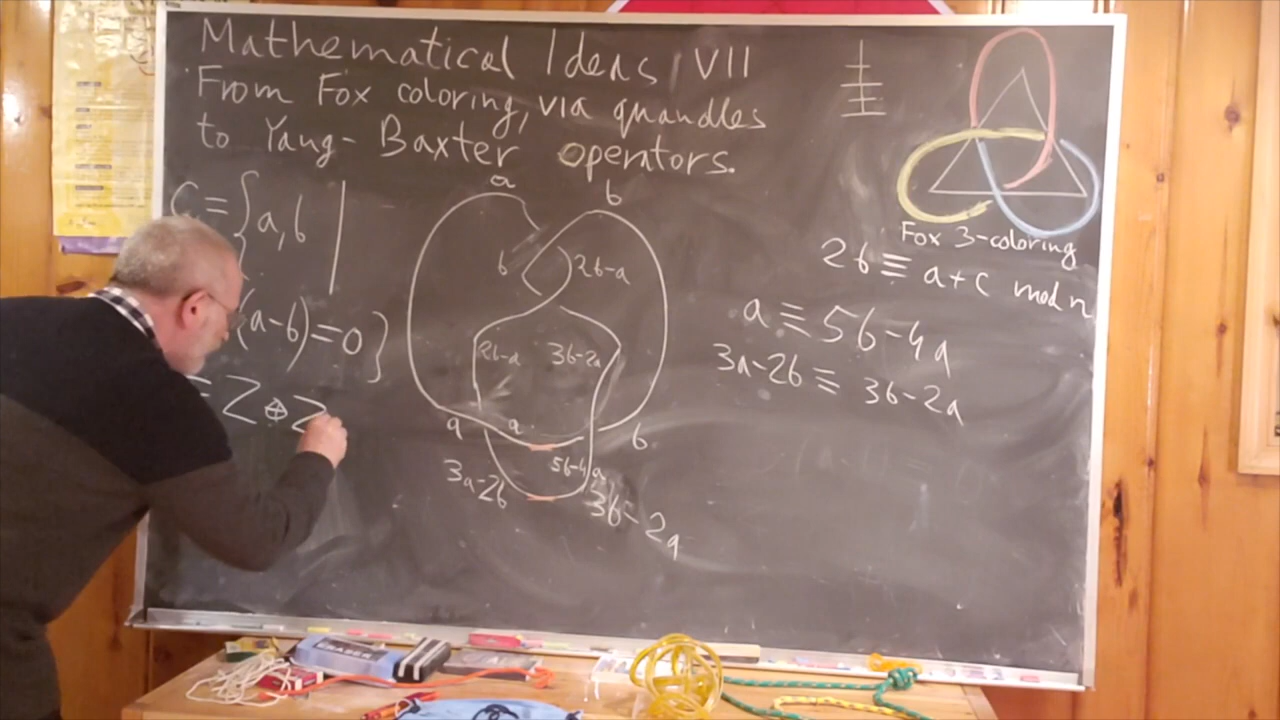 Mathematical Ideas VII
From Fox coloring, via quandles
to Yang-Baxter Operators.
= {a,b |
(a-b)=0}
= Z ⊕ Z
a
b
b
2b-a
2b-a
3b-2a
a
a
b
5b-4a
3a-2b
3b-2a
Fox 3-coloring
2b ≡ a+c mod n
a ≡ 5b-4a
3a-2b ≡ 3b-2a
ERASER